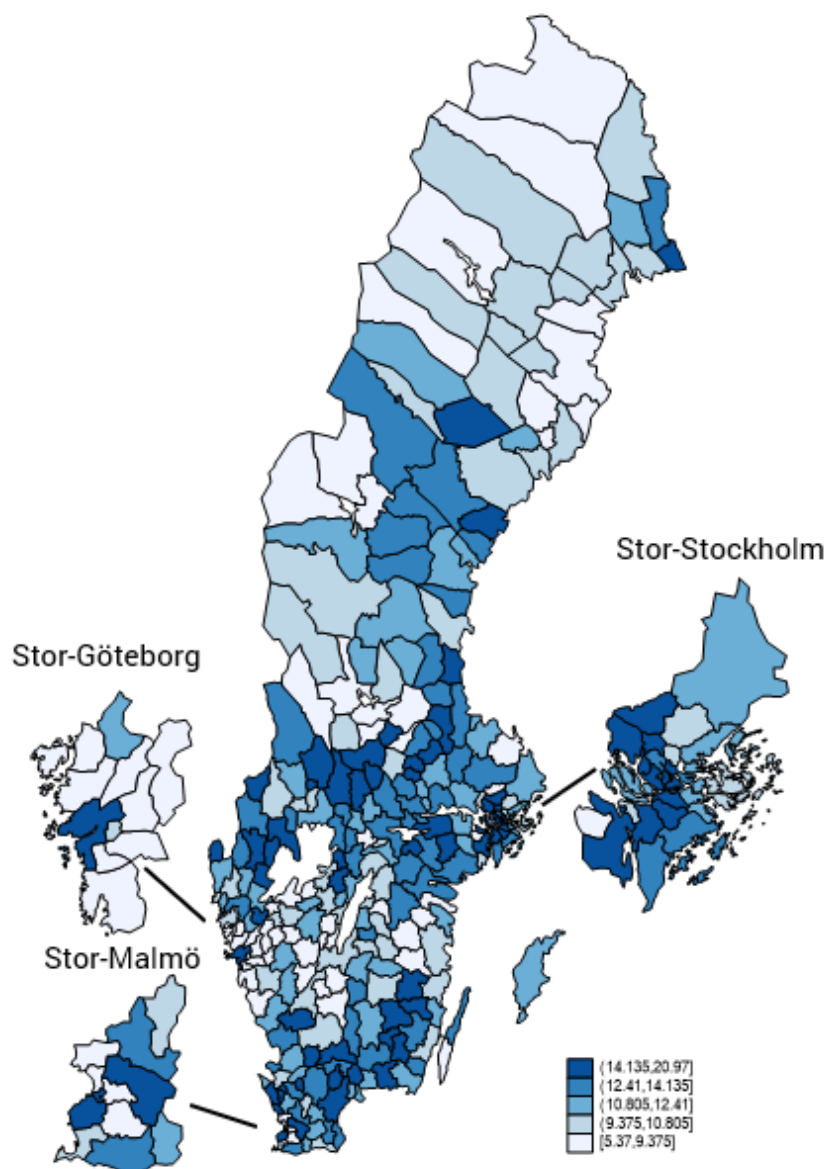 Stor-Stockholm
Stor-Göteborg
Stor-Malmö
(14.135,20.97]
(12.41,14.135]
(10.805,12.41]
(9.375,10.805]
[5.37,9.375]